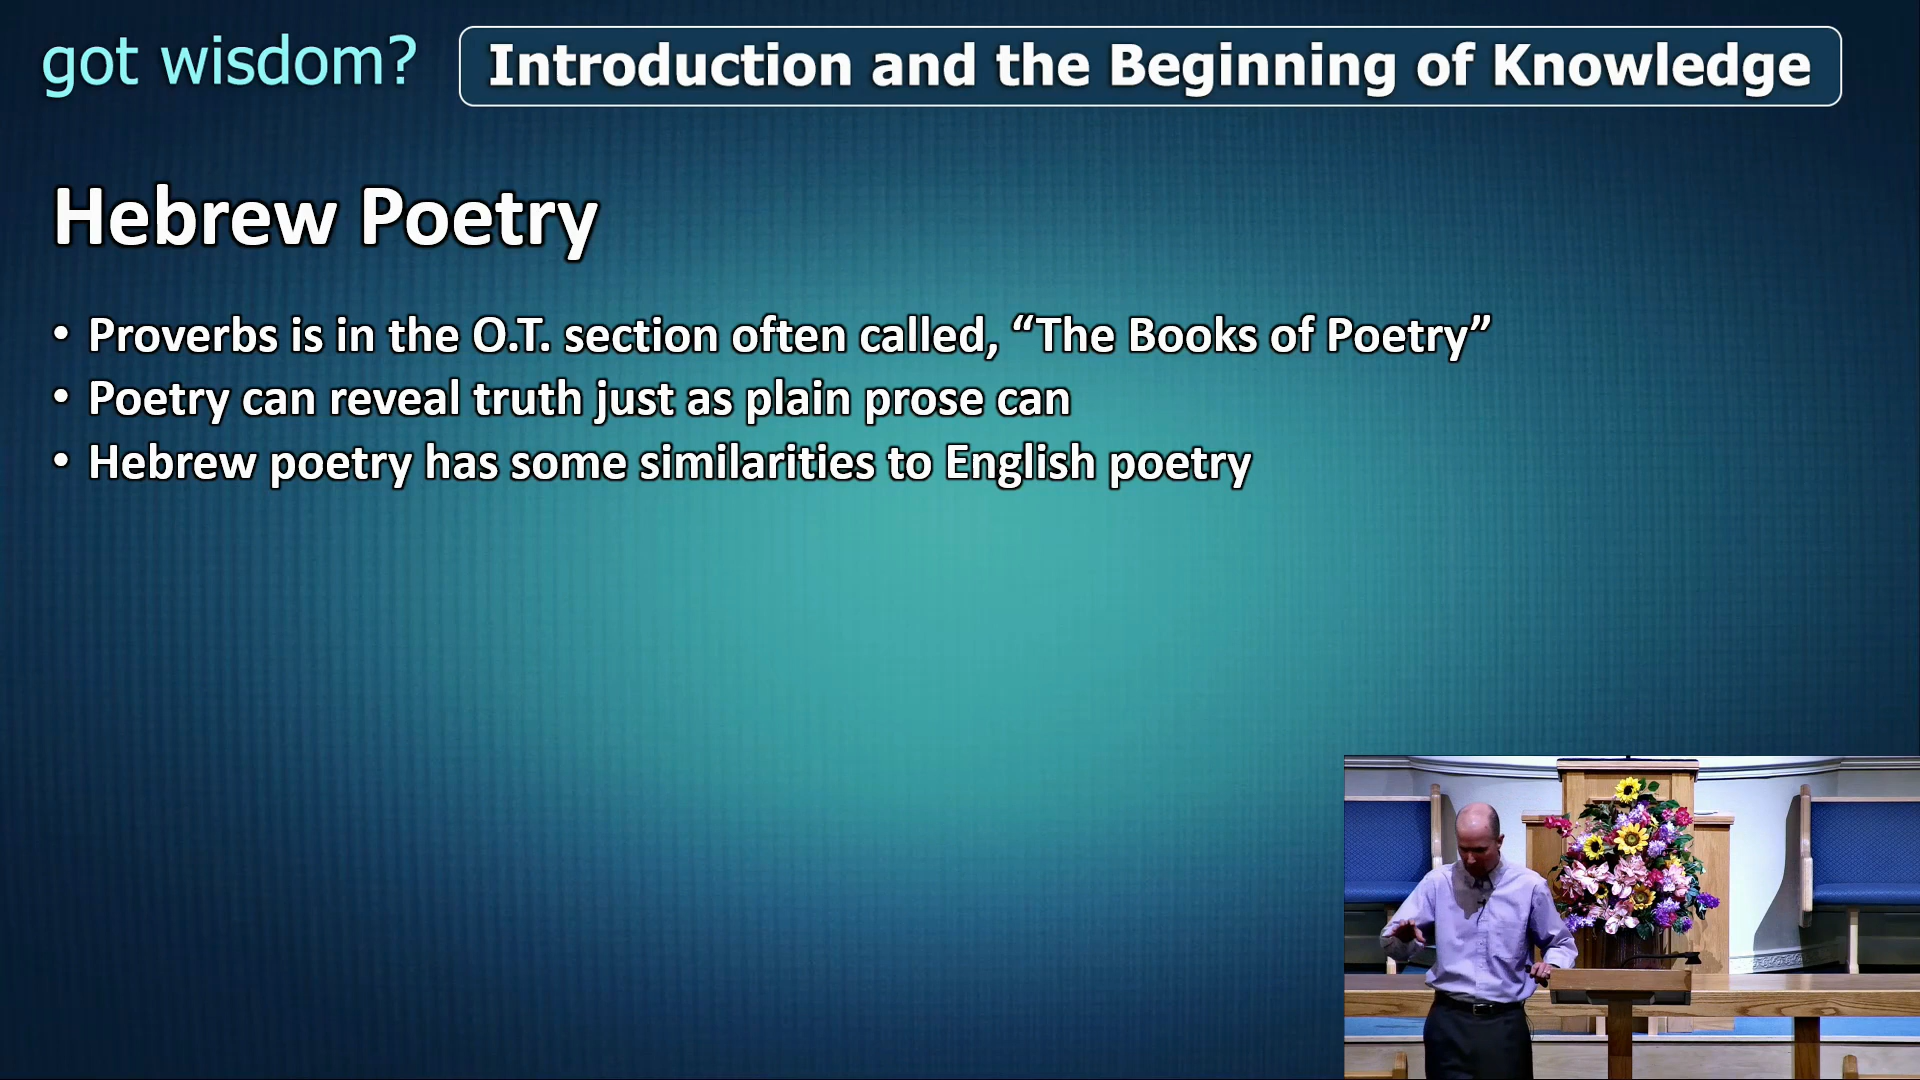 got wisdom?
Introduction and the Beginning of Knowledge
Hebrew Poetry
• Proverbs is in the O.T. section often called, “The Books of Poetry”
• Poetry can reveal truth just as plain prose can
• Hebrew poetry has some similarities to English poetry